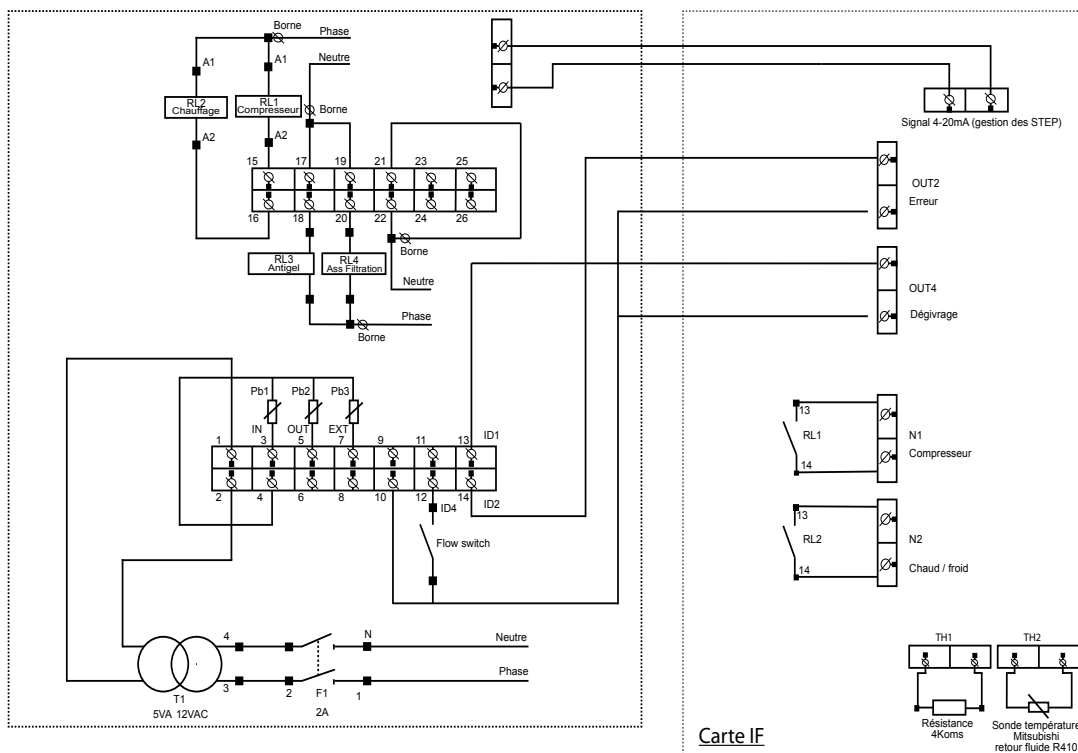 Borne
Phase
A1
A1
Neutre
RL2
Chauffage
RL1
Compresseur
Borne
A2
A2
15 17 19 21 23 25
16 18 20 22 24 26
RL3
Antigel
RL4
Ass Filtration
Borne
Neutre
Phase
Borne
Signal 4-20mA (gestion des STEP)
OUT2
Erreur
OUT4
Dégivrage
Pb1 Pb2 Pb3
IN OUT EXT
1 3 5 7 9 11 13 ID1
2 4 6 8 10 12 14 ID2
ID4
Flow switch
13
RL1
14
N1
Compresseur
13
RL2
14
N2
Chaud / froid
4
N
Neutre
Phase
3
2
F1
1
T1
5VA 12VAC
2A
TH1
TH2
Résistance
4Koms
Sonde température
Mitsubishi
retour fluide R410
Carte IF